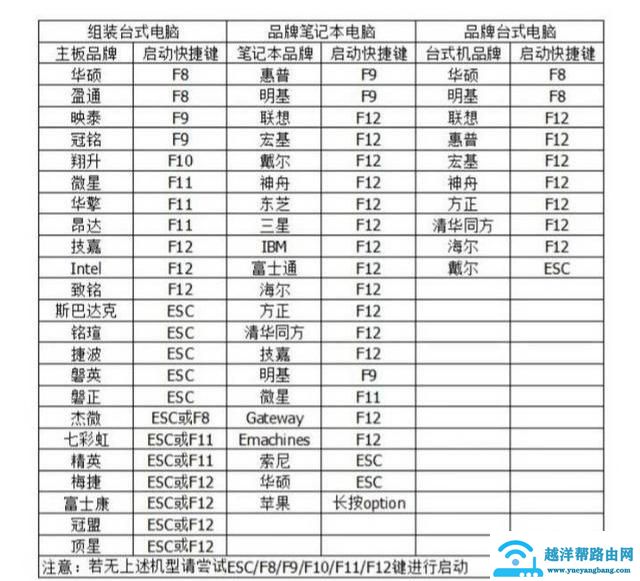 组装台式电脑 品牌笔记本电脑 品牌台式电脑
主板品牌 启动快捷键 笔记本品牌 启动快捷键 台式机品牌 启动快捷键
华硕 F8 惠普 F9 华硕 F8
盈通 F8 明基 F9 明基 F8
映泰 F9 联想 F12 联想 F12
冠铭 F9 宏基 F12 惠普 F12
翔升 F10 戴尔 F12 宏基 F12
微星 F11 神舟 F12 神舟 F12
华擎 F11 东芝 F12 方正 F12
昂达 F11 三星 F12 清华同方 F12
技嘉 F12 IBM F12 海尔 F12
Intel F12 富士通 F12 戴尔 ESC
致铭 F12 海尔 F12
斯巴达克 ESC 方正 F12
铭瑄 ESC 清华同方 F12
捷波 ESC 技嘉 F12
磐英 ESC 明基 F9
磐正 ESC 微星 F11
杰微 ESC或F8 Gateway F12
七彩虹 ESC或F11 Emachines F12
精英 ESC或F11 索尼 ESC
梅捷 ESC或F12 华硕 ESC
富士康 ESC或F12 苹果 长按option
冠盟 ESC或F12
顶星 ESC或F12
注意：若无上述机型请尝试ESC/F8/F9/F10/F11/F12键进行启动
越洋帮路由网
www.yueyangbang.com